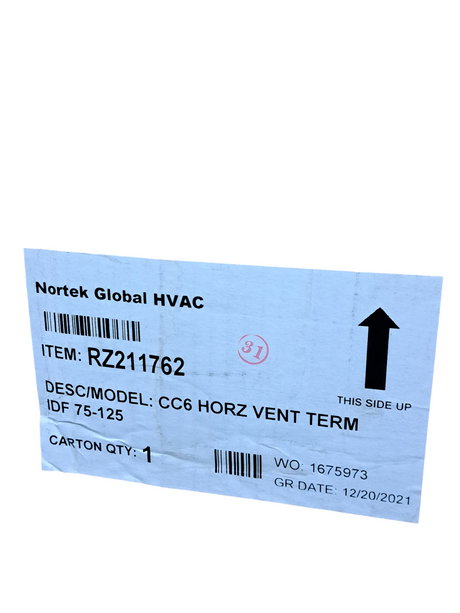 Nortek Global HVAC
ITEM: RZ211762
31
DESC/MODEL: CC6 HORZ VENT TERM
IDF 75-125
THIS SIDE UP
CARTON QTY: 1
WO: 1675973
GR DATE: 12/20/2021